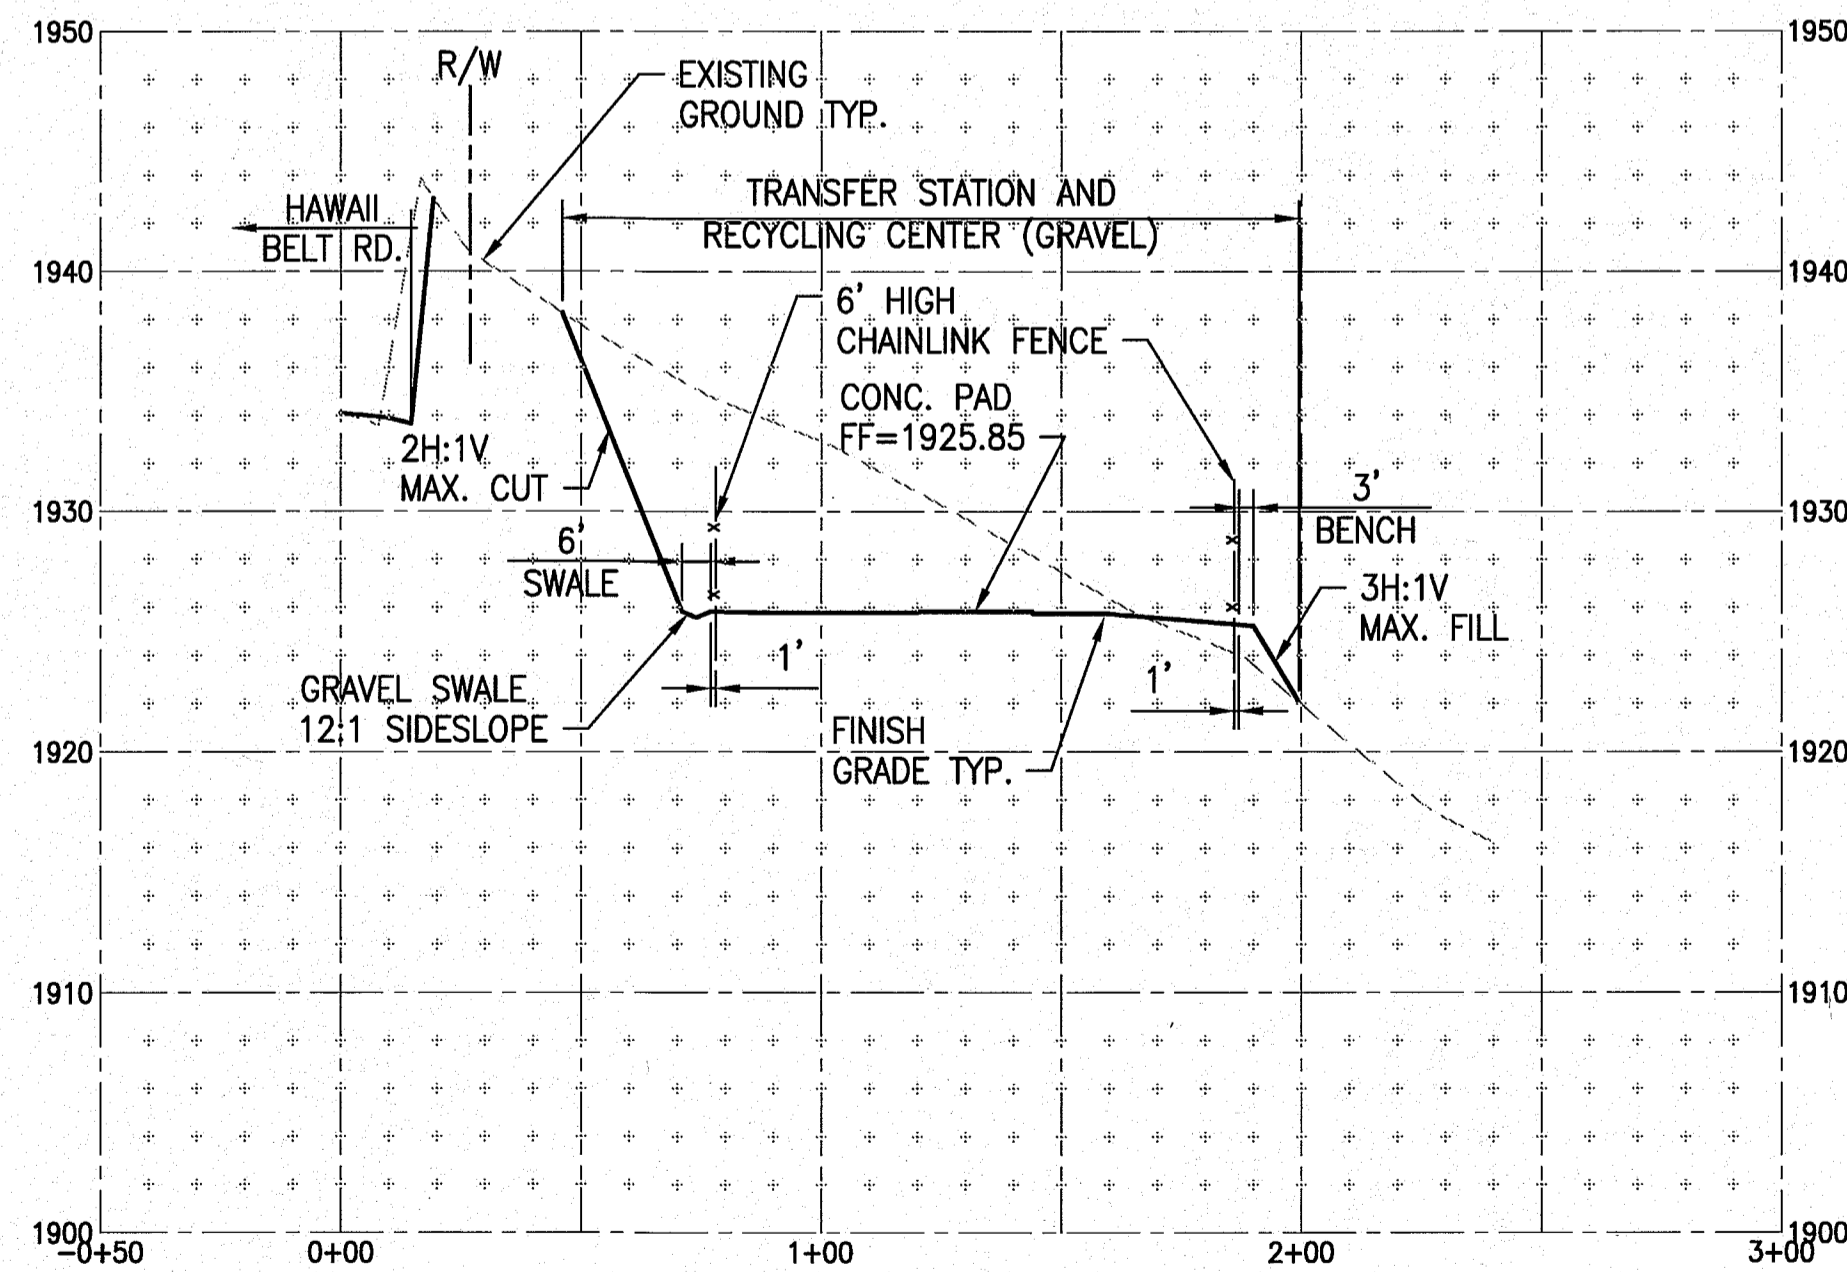 1950
1950
R/W
EXISTING
GROUND TYP.
HAWAII
BELT RD.
TRANSFER STATION AND
RECYCLING CENTER (GRAVEL)
1940
1940
6' HIGH
CHAINLINK FENCE
CONC. PAD
FF=1925.85
2H:1V
MAX. CUT
1930
1930
3'
BENCH
6'
SWALE
3H:1V
MAX. FILL
1'
1'
GRAVEL SWALE
12:1 SIDESLOPE
FINISH
GRADE TYP.
1920
1920
1910
1910
1900
1900
-0+50
0+00
1+00
2+00
3+00